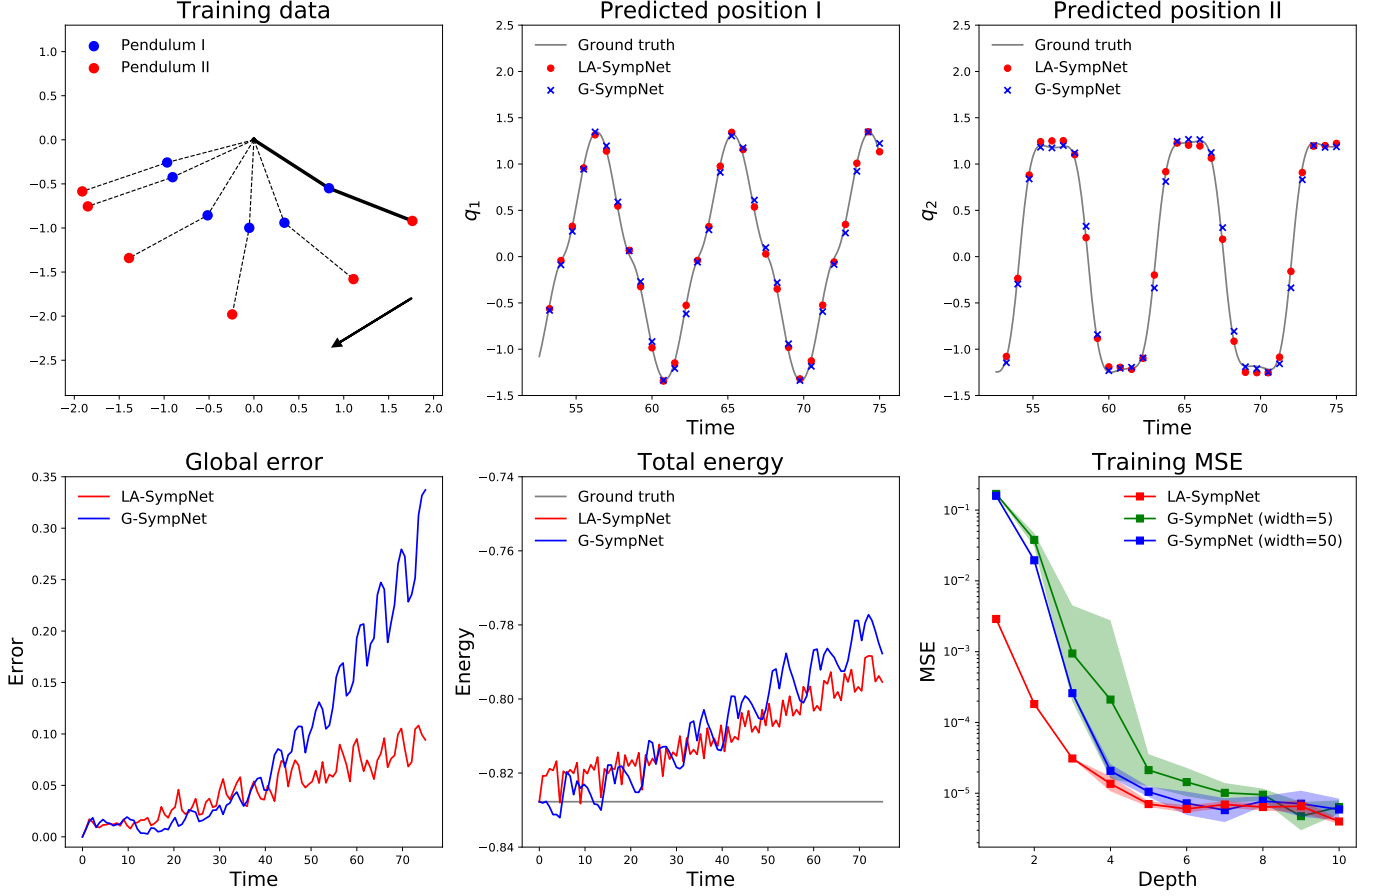 Training data
Pendulum I
Pendulum II
1.0
0.5
0.0
−0.5
−1.0
−1.5
−2.0
−2.5
−2.0 −1.5 −1.0 −0.5 0.0 0.5 1.0 1.5 2.0
Predicted position I
Ground truth
LA-SympNet
G-SympNet
q1
2.5
2.0
1.5
1.0
0.5
0.0
−0.5
−1.0
−1.5
55 60 65 70 75
Time
Predicted position II
Ground truth
LA-SympNet
G-SympNet
q2
2.5
2.0
1.5
1.0
0.5
0.0
−0.5
−1.0
−1.5
55 60 65 70 75
Time
Global error
LA-SympNet
G-SympNet
Error
0.35
0.30
0.25
0.20
0.15
0.10
0.05
0.00
0 10 20 30 40 50 60 70
Time
Total energy
Ground truth
LA-SympNet
G-SympNet
Energy
−0.74
−0.76
−0.78
−0.80
−0.82
−0.84
0 10 20 30 40 50 60 70
Time
Training MSE
LA-SympNet
G-SympNet (width=5)
G-SympNet (width=50)
MSE
10⁻¹
10⁻²
10⁻³
10⁻⁴
10⁻⁵
2 4 6 8 10
Depth